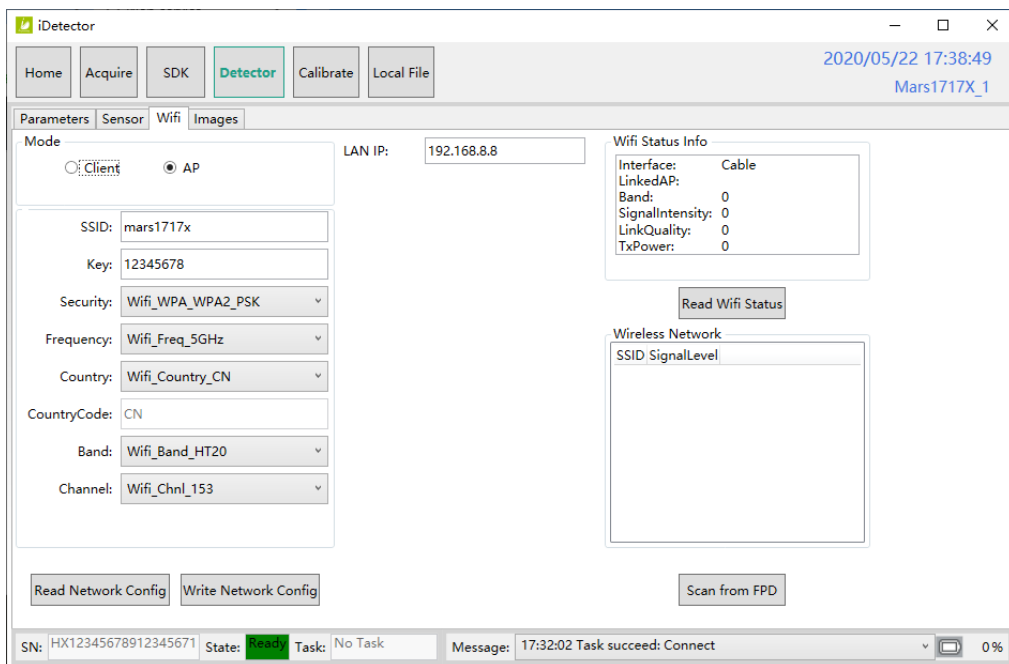 iDetector
Home Acquire SDK Detector Calibrate Local File
2020/05/22 17:38:49
Mars1717X_1
Parameters Sensor Wifi Images
Mode
Client AP
LAN IP: 192.168.8.8
Wifi Status Info
Interface: Cable
LinkedAP:
Band: 0
SignalIntensity: 0
LinkQuality: 0
TxPower: 0
Read Wifi Status
SSID: mars1717x
Key: 12345678
Security: Wifi_WPA_WPA2_PSK
Frequency: Wifi_Freq_5GHz
Country: Wifi_Country_CN
CountryCode: CN
Band: Wifi_Band_HT20
Channel: Wifi_Chnl_153
Wireless Network
SSID SignalLevel
Read Network Config Write Network Config
Scan from FPD
SN: HX12345678912345671 State: Ready Task: No Task Message: 17:32:02 Task succeed: Connect 0%